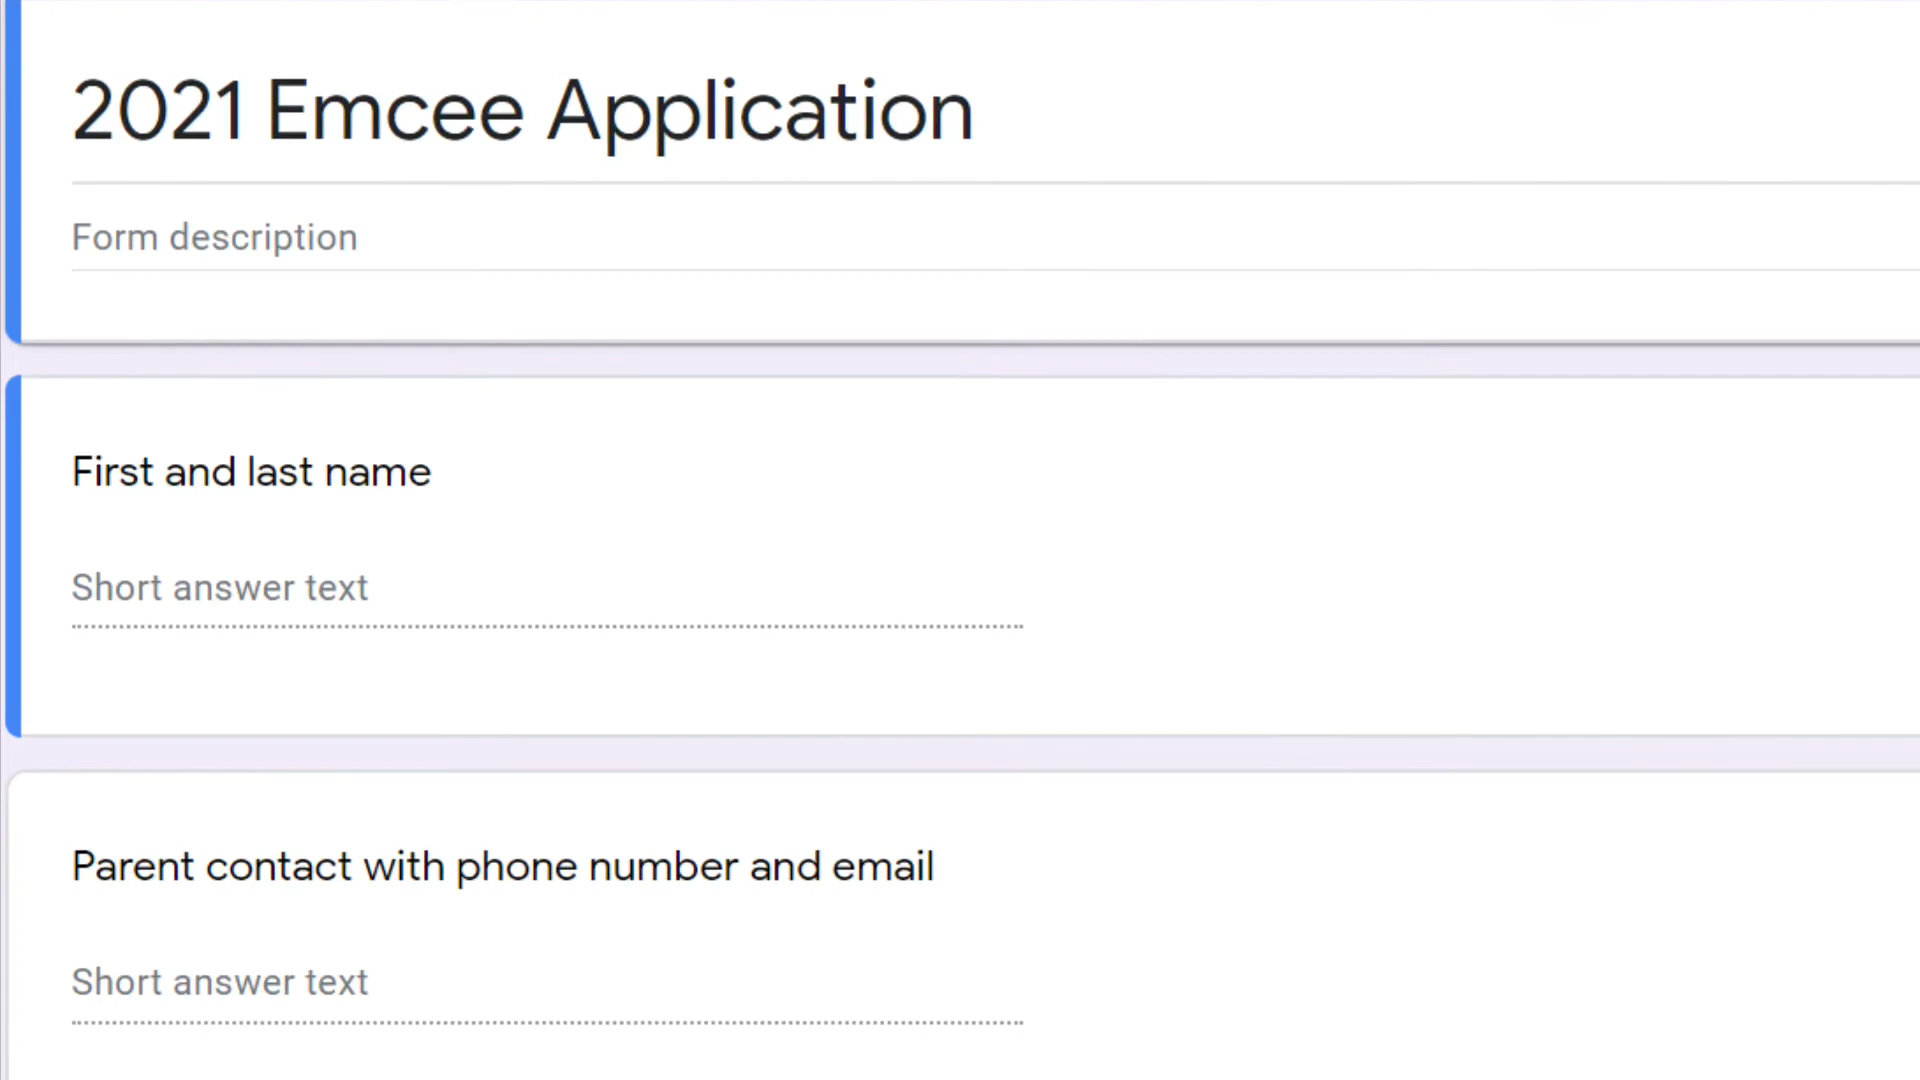 2021 Emcee Application
Form description
First and last name
Short answer text
Parent contact with phone number and email
Short answer text